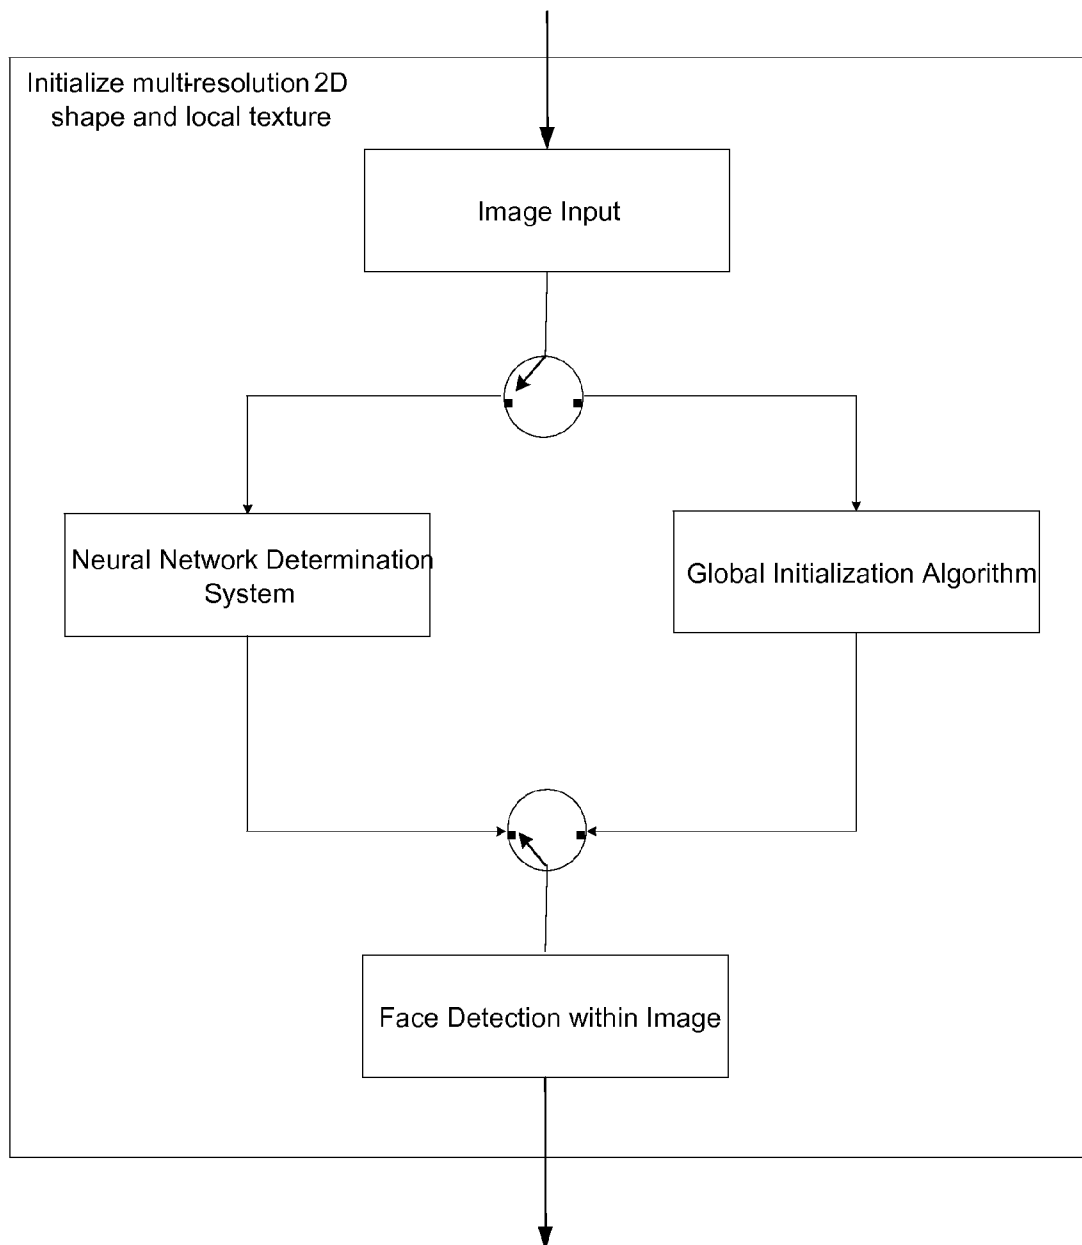 Initialize multi-resolution 2D
shape and local texture
Image Input
Neural Network Determination
System
Global Initialization Algorithm
Face Detection within Image